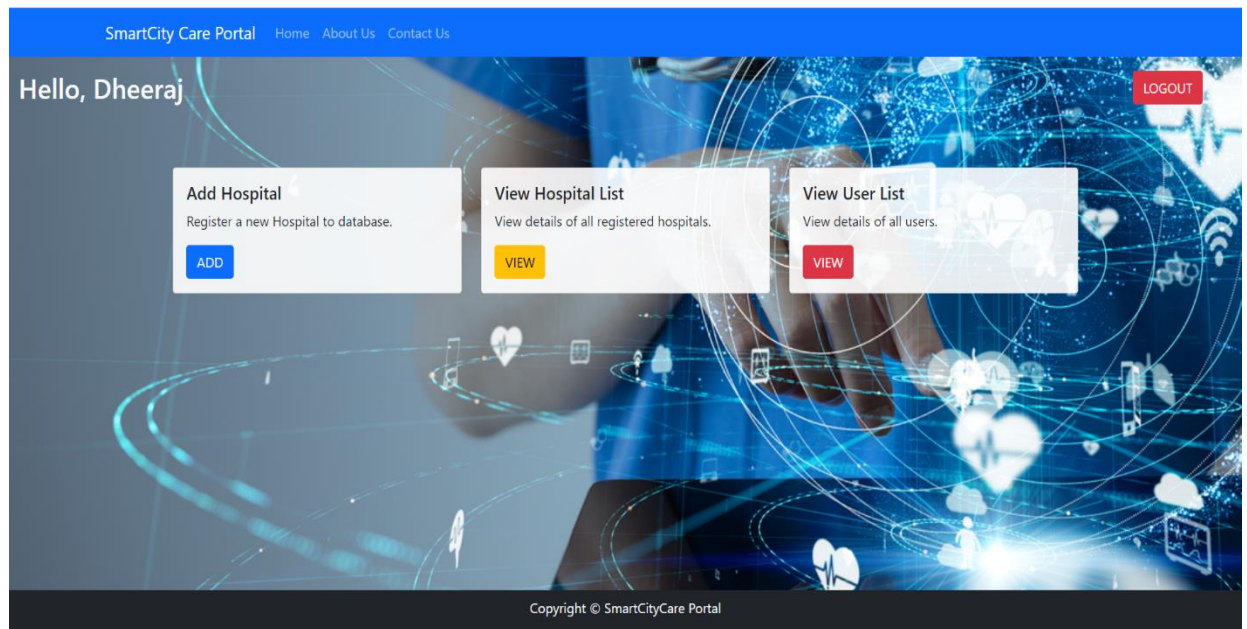 SmartCity Care Portal Home About Us Contact Us
Hello, Dheeraj
LOGOUT
Add Hospital
Register a new Hospital to database.
ADD
View Hospital List
View details of all registered hospitals.
VIEW
View User List
View details of all users.
VIEW
Copyright © SmartCityCare Portal